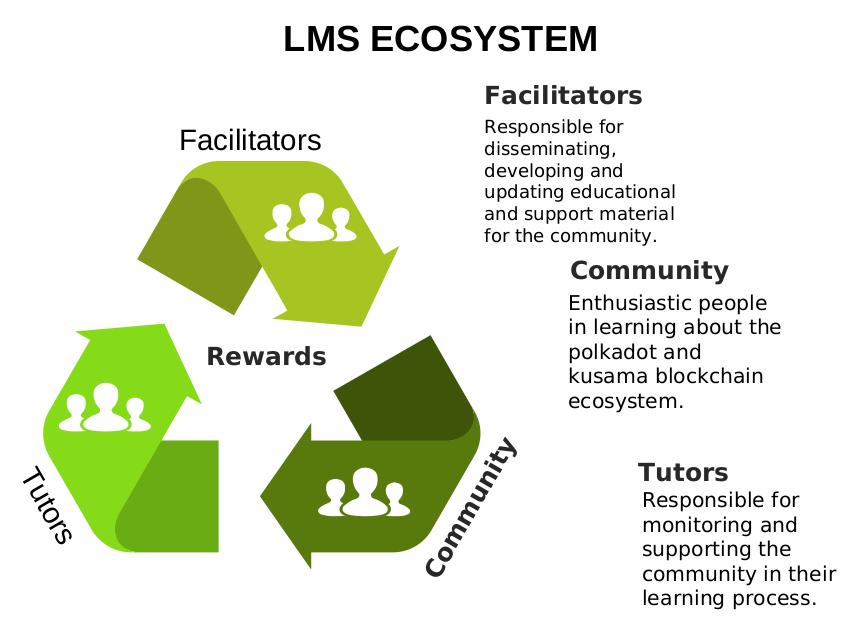 LMS ECOSYSTEM
Facilitators
Rewards
Tutors
Community
Facilitators
Responsible for
disseminating,
developing and
updating educational
and support material
for the community.
Community
Enthusiastic people
in learning about the
polkadot and
kusama blockchain
ecosystem.
Tutors
Responsible for
monitoring and
supporting the
community in their
learning process.